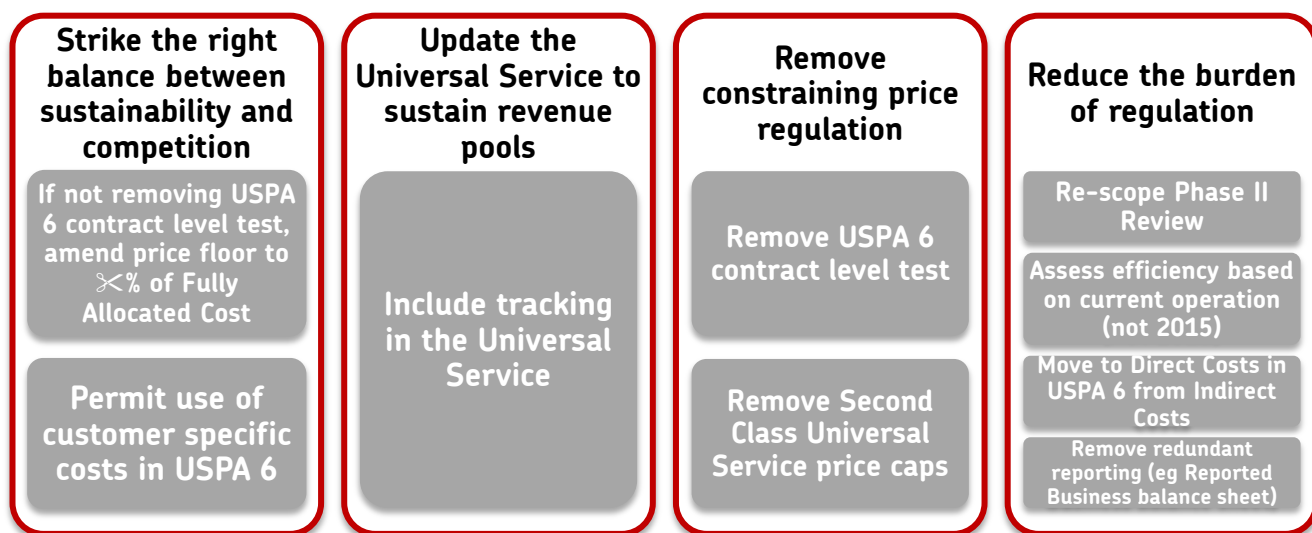 Strike the right
balance between
sustainability and
competition
If not removing USPA
6 contract level test,
amend price floor to
✂% of Fully
Allocated Cost
Permit use of
customer specific
costs in USPA 6
Update the
Universal Service to
sustain revenue
pools
Include tracking
in the Universal
Service
Remove
constraining price
regulation
Remove USPA 6
contract level test
Remove Second
Class Universal
Service price caps
Reduce the burden
of regulation
Re-scope Phase II
Review
Assess efficiency based
on current operation
(not 2015)
Move to Direct Costs in
USPA 6 from Indirect
Costs
Remove redundant
reporting (eg Reported
Business balance sheet)